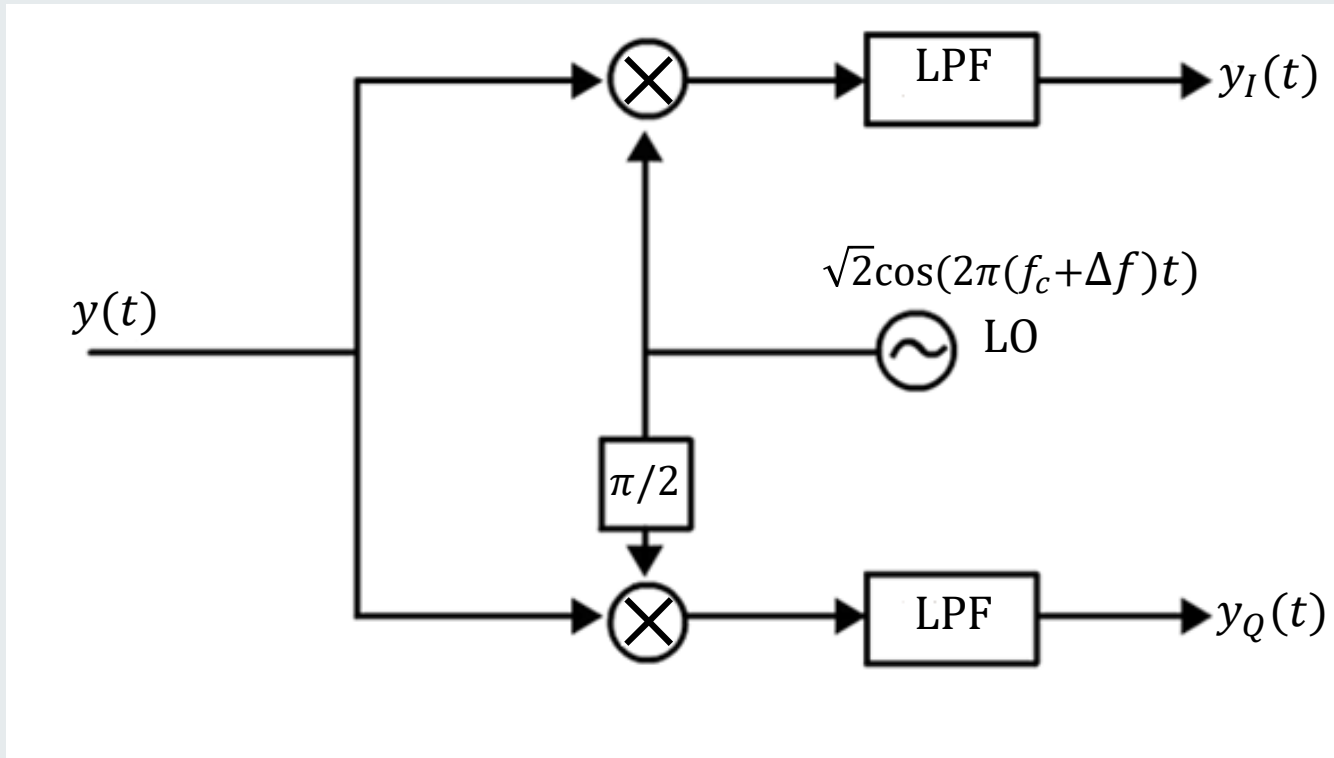 LPF
y_I(t)
√2cos(2π(f_c+Δf)t)
y(t)
LO
π/2
LPF
y_Q(t)